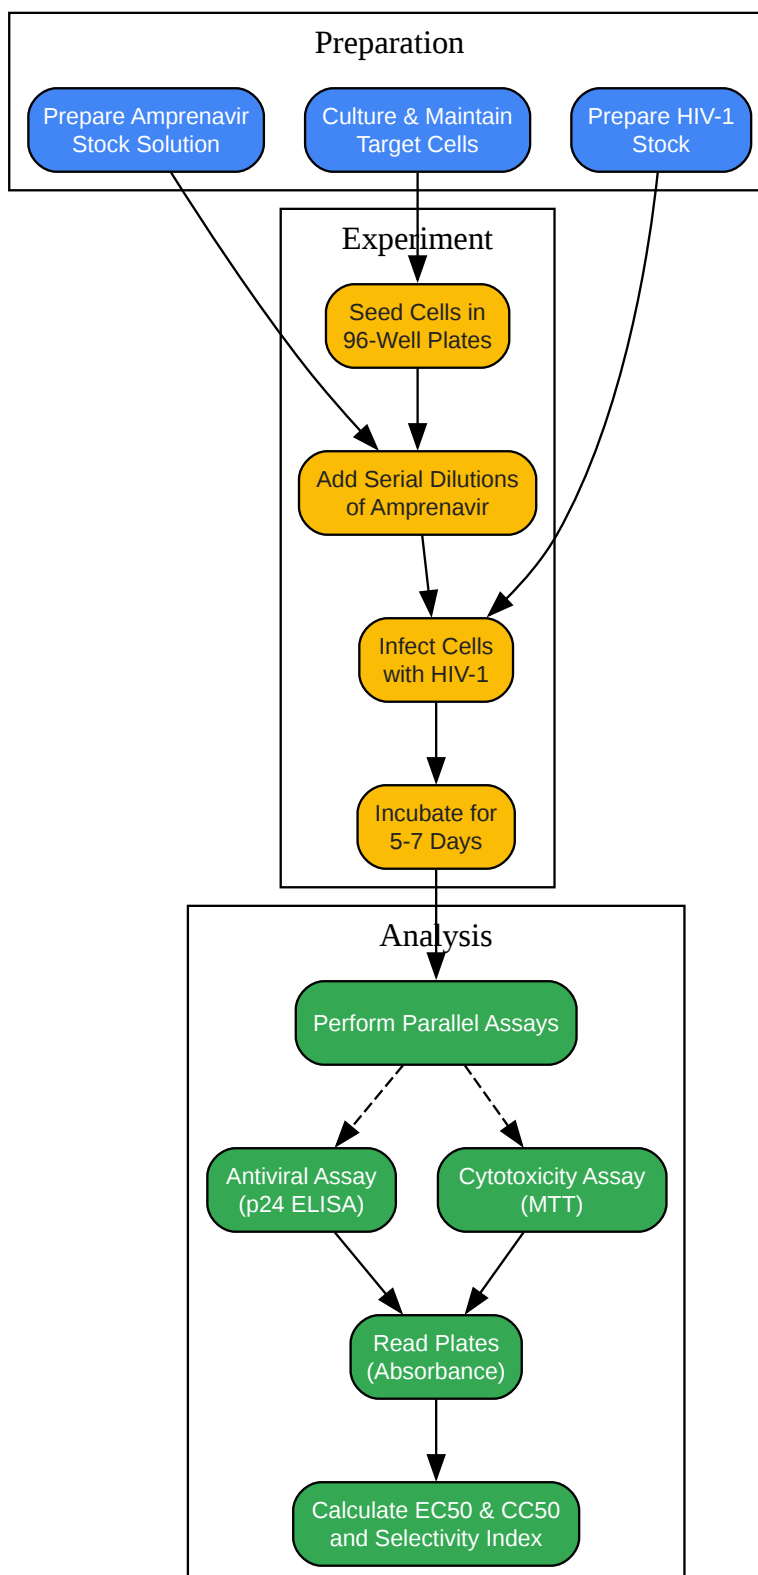 Preparation
Prepare Amprenavir
Stock Solution
Culture & Maintain
Target Cells
Prepare HIV-1
Stock
Experiment
Seed Cells in
96-Well Plates
Add Serial Dilutions
of Amprenavir
Infect Cells
with HIV-1
Incubate for
5-7 Days
Analysis
Perform Parallel Assays
Antiviral Assay
(p24 ELISA)
Cytotoxicity Assay
(MTT)
Read Plates
(Absorbance)
Calculate EC50 & CC50
and Selectivity Index